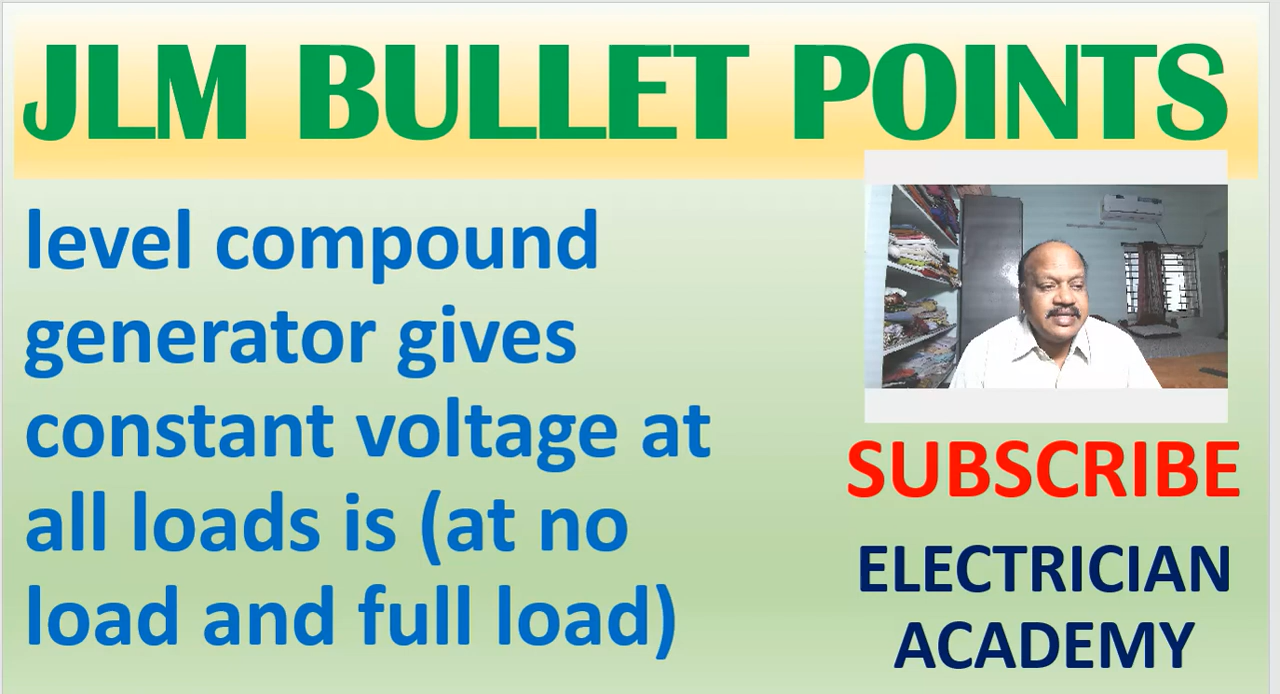 JLM BULLET POINTS
level compound
generator gives
constant voltage at
all loads is (at no
load and full load)
SUBSCRIBE
ELECTRICIAN
ACADEMY